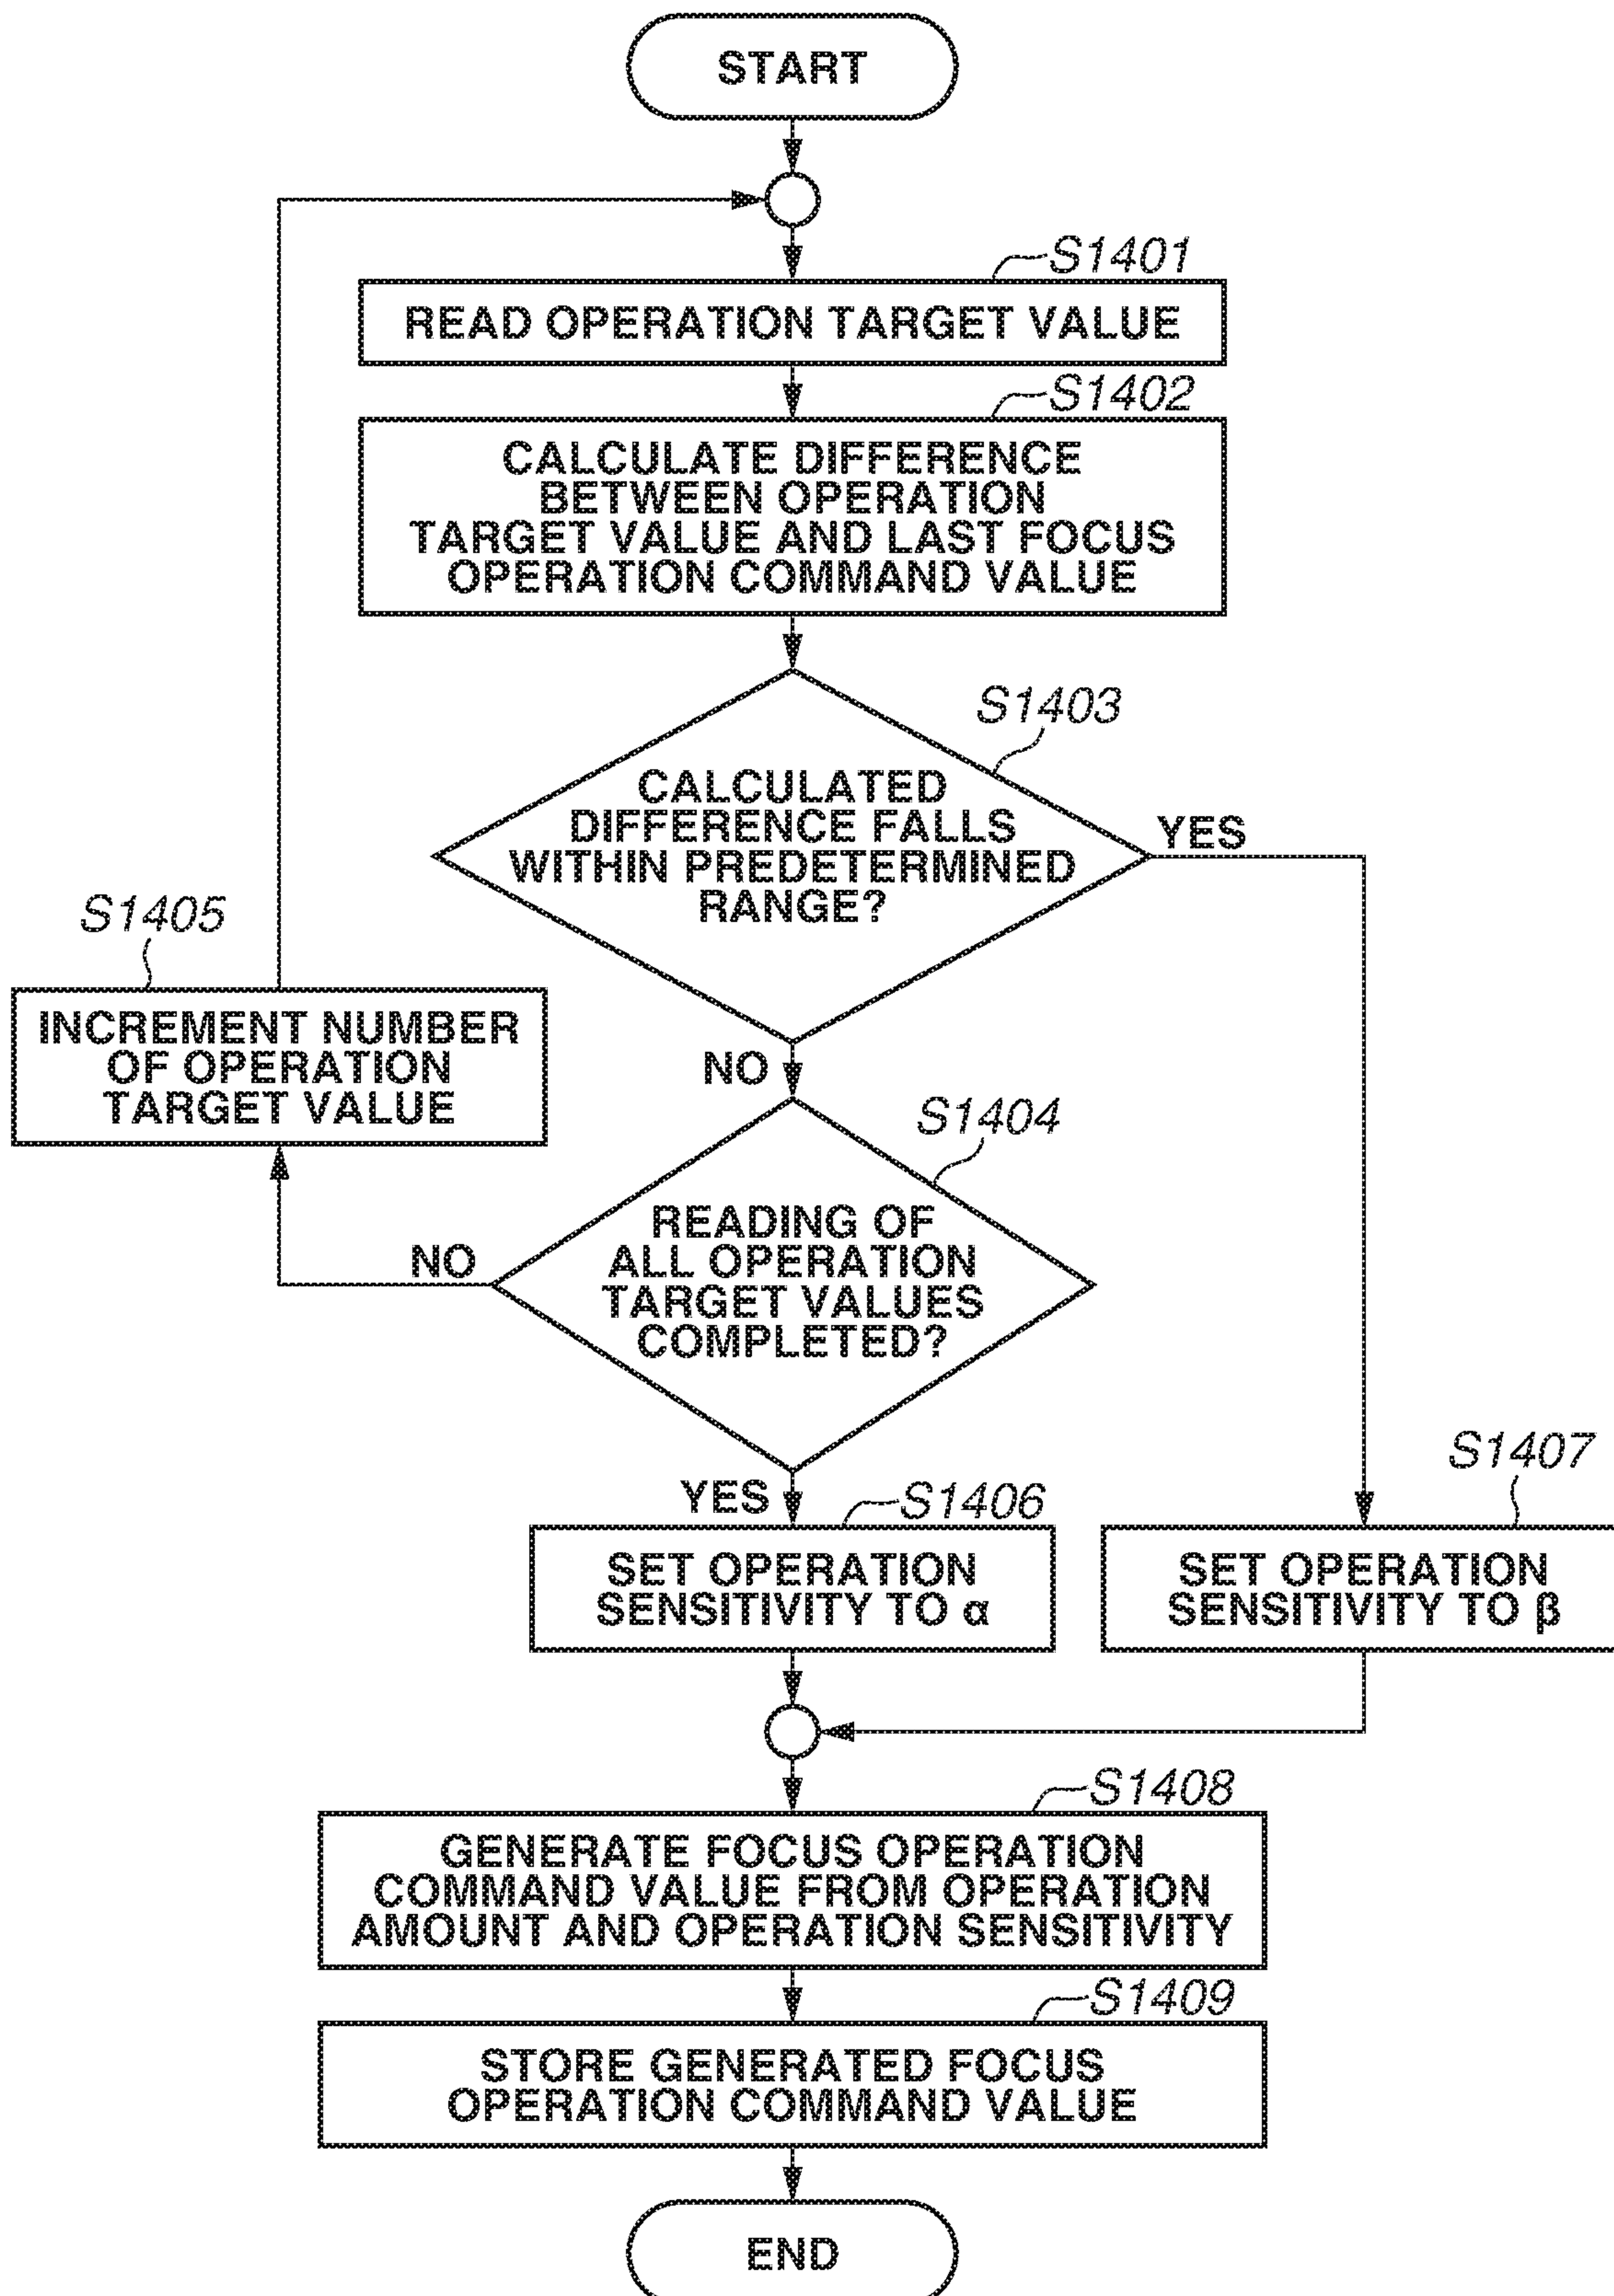 START
S1401
READ OPERATION TARGET VALUE
S1402
CALCULATE DIFFERENCE
BETWEEN OPERATION
TARGET VALUE AND LAST FOCUS
OPERATION COMMAND VALUE
S1403
CALCULATED
DIFFERENCE FALLS
WITHIN PREDETERMINED
RANGE?
YES
NO
S1405
INCREMENT NUMBER
OF OPERATION
TARGET VALUE
S1404
READING OF
ALL OPERATION
TARGET VALUES
COMPLETED?
NO
YES
S1406
SET OPERATION
SENSITIVITY TO α
S1407
SET OPERATION
SENSITIVITY TO β
S1408
GENERATE FOCUS OPERATION
COMMAND VALUE FROM OPERATION
AMOUNT AND OPERATION SENSITIVITY
S1409
STORE GENERATED FOCUS
OPERATION COMMAND VALUE
END